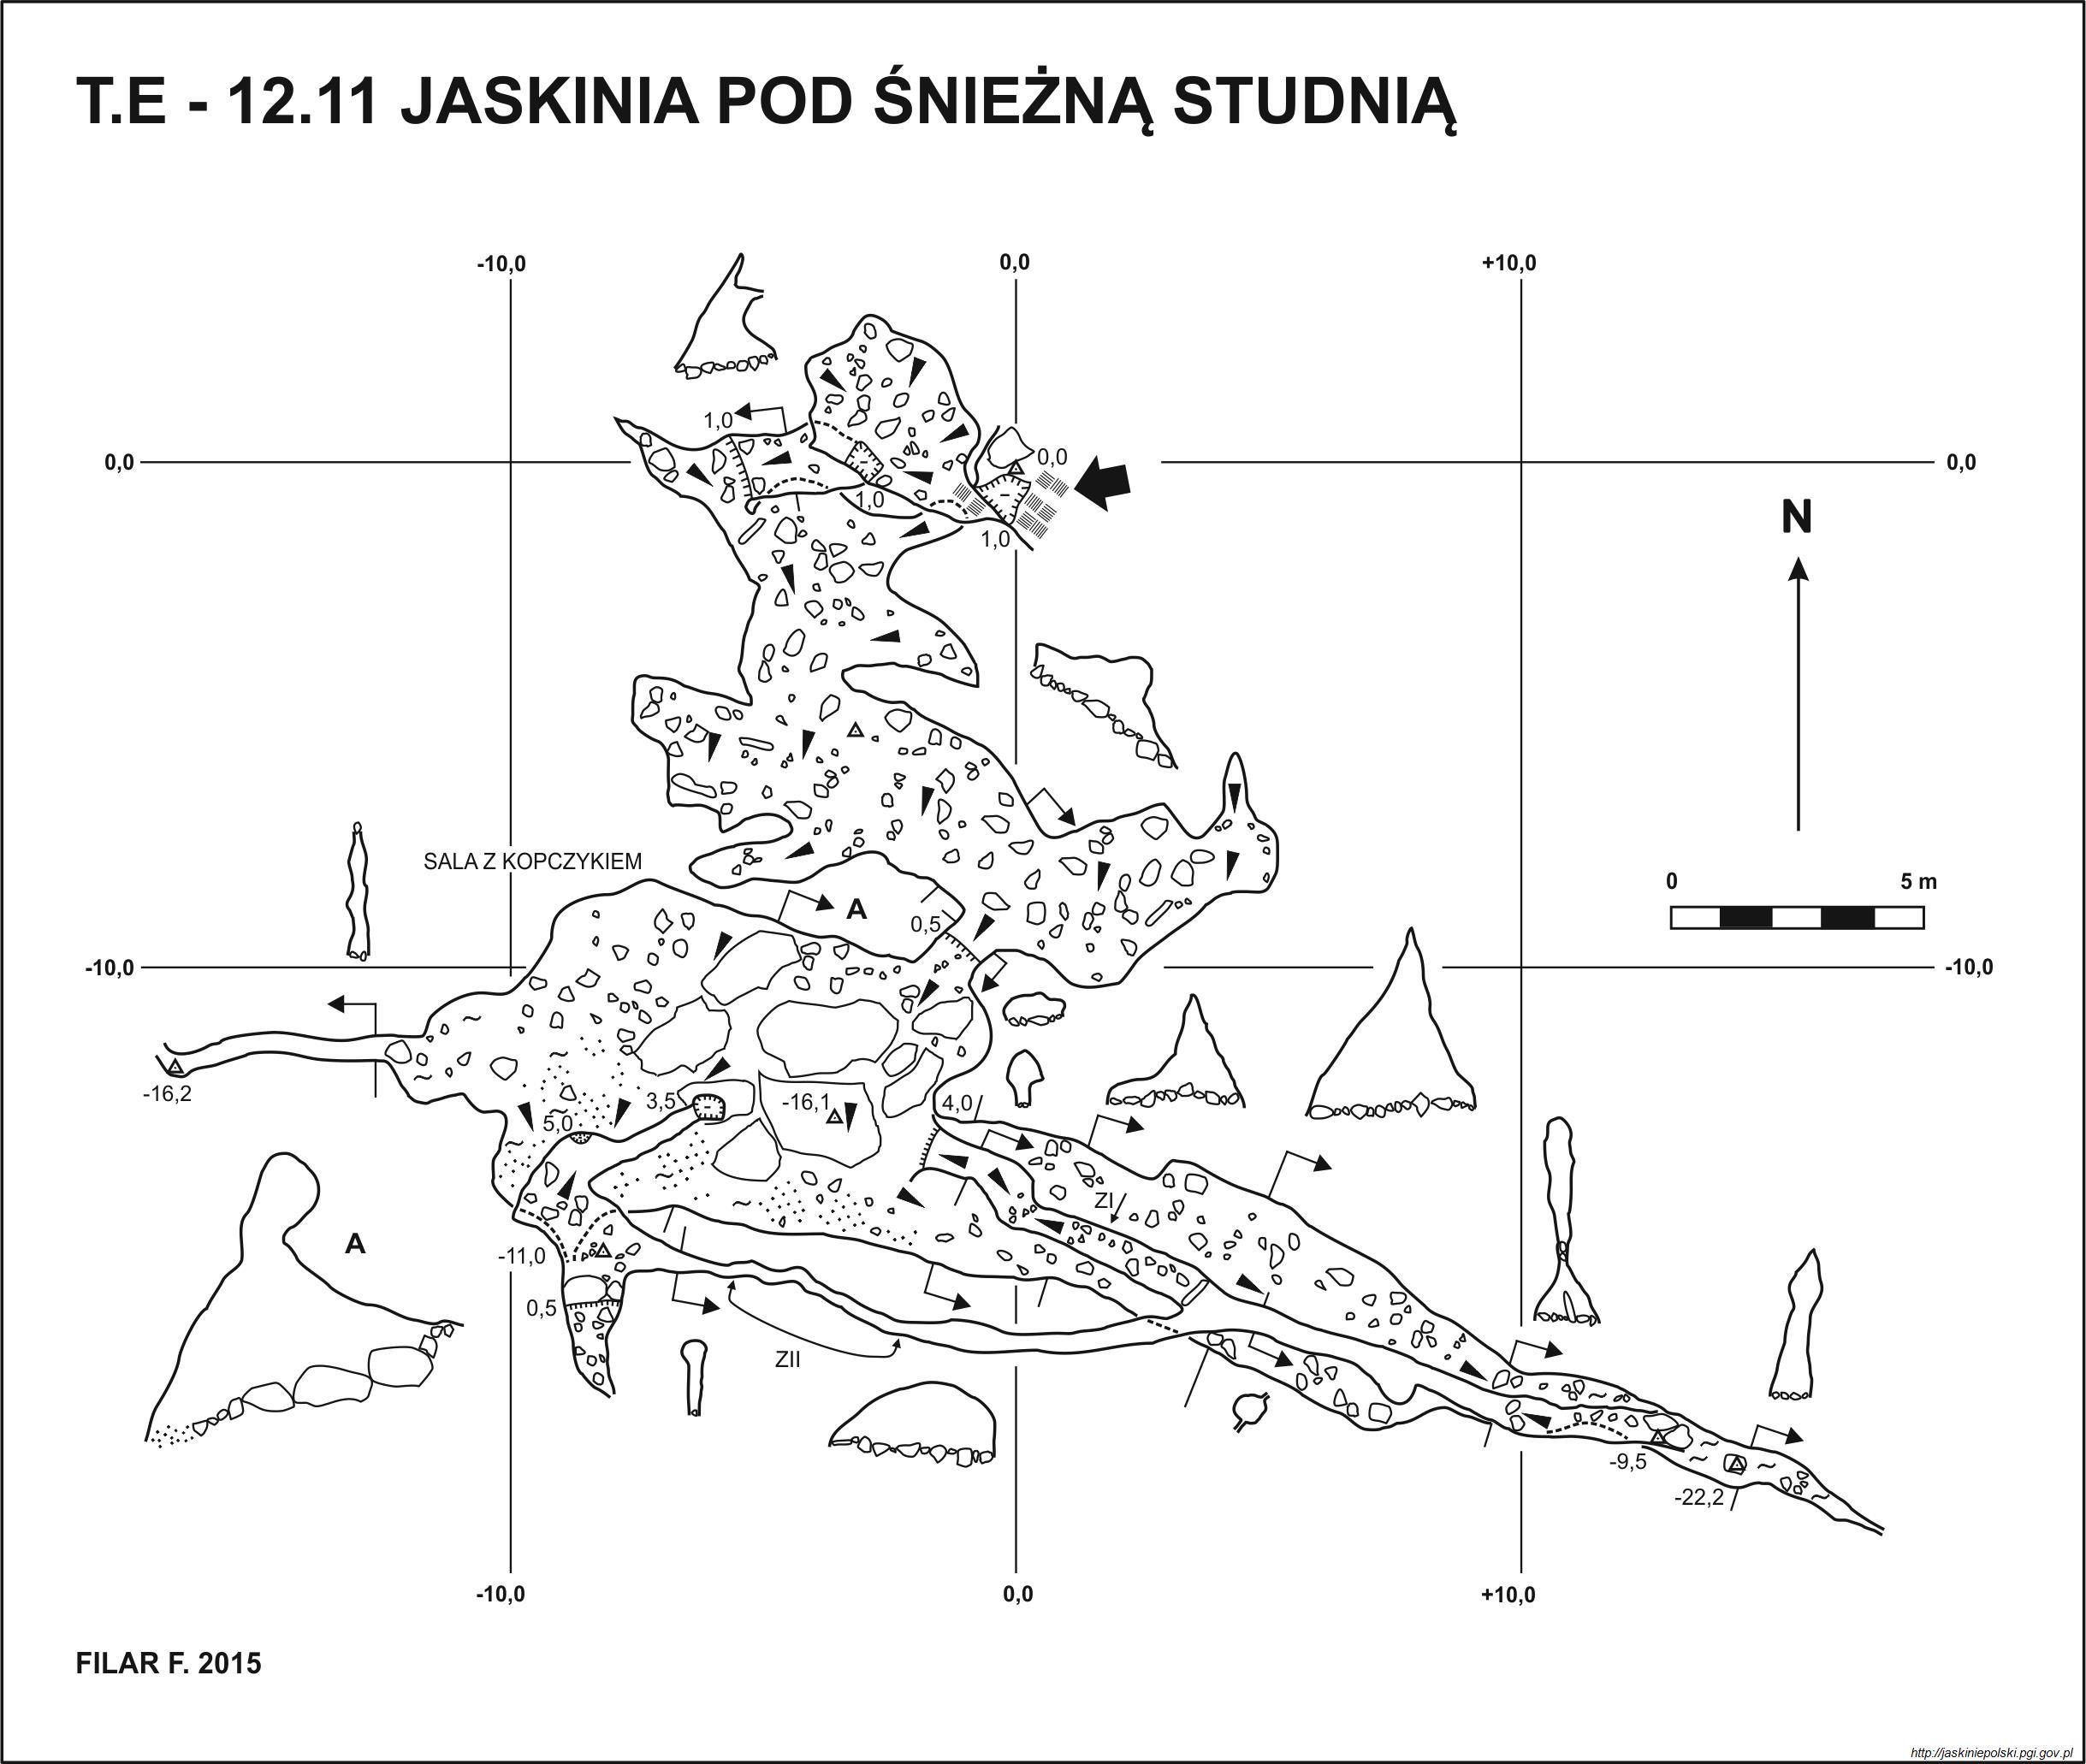 T.E - 12.11 JASKINIA POD ŚNIEŻNĄ STUDNIĄ
-10,0
0,0
+10,0
1,0
0,0
0,0
0,0
1,0
1,0
N
SALA Z KOPCZYKIEM
0
5 m
A
0,5
-10,0
-10,0
-16,2
3,5
-16,1
4,0
5,0
ZI
A
-11,0
0,5
ZII
-9,5
-22,2
-10,0
0,0
+10,0
FILAR F. 2015
http://jaskiniepolski.pgi.gov.pl